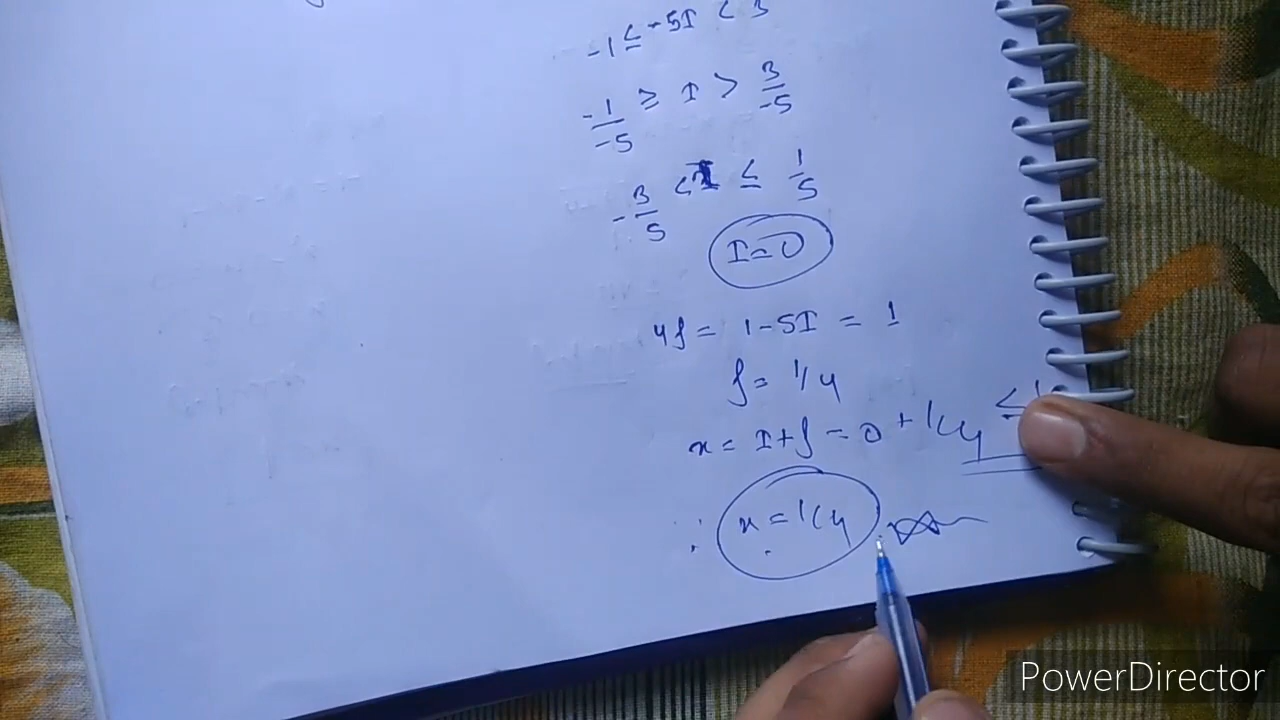 -1 ≤ -5I < 3
-1/-5 ≥ I > 3/-5
-3/5 < I ≤ 1/5
I = 0
4f = 1-5I = 1
f = 1/4
x = I+f = 0 + 1/4 ≤
∴ x = 1/4
PowerDirector